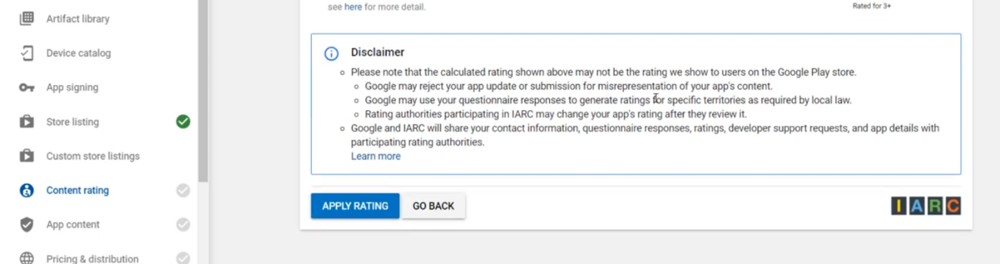 Artifact library
Device catalog
App signing
Store listing
Custom store listings
Content rating
App content
Pricing & distribution
see here for more detail.
Rated for 3+
Disclaimer
Please note that the calculated rating shown above may not be the rating we show to users on the Google Play store.
Google may reject your app update or submission for misrepresentation of your app's content.
Google may use your questionnaire responses to generate ratings for specific territories as required by local law.
Rating authorities participating in IARC may change your app's rating after they review it.
Google and IARC will share your contact information, questionnaire responses, ratings, developer support requests, and app details with
participating rating authorities.
Learn more
APPLY RATING
GO BACK
IARC